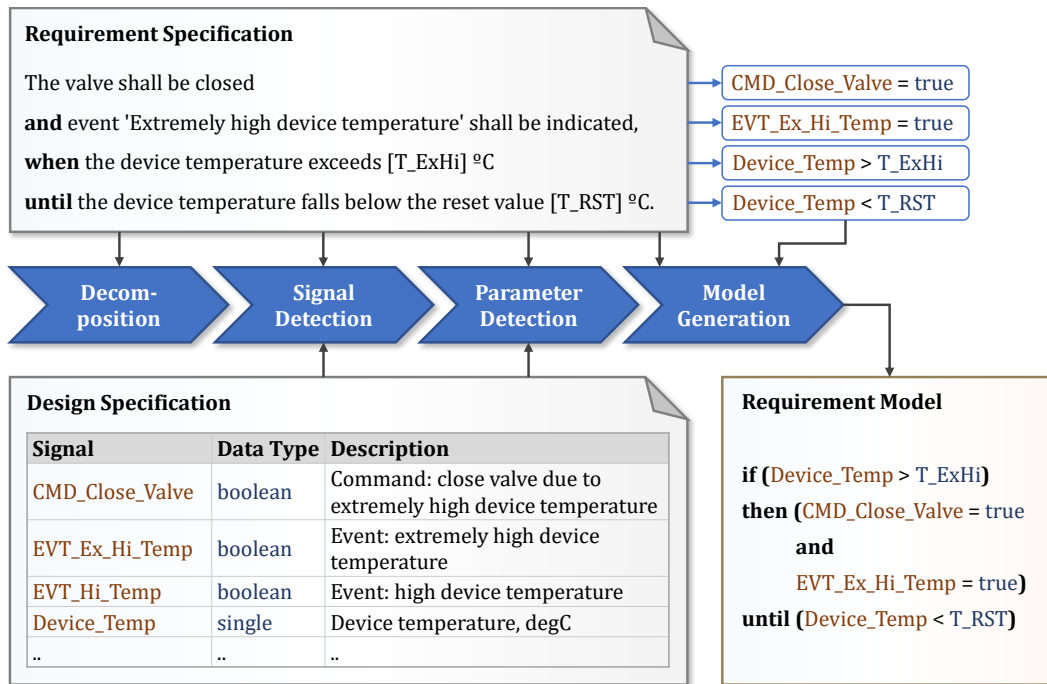 Requirement Specification
The valve shall be closed
and event 'Extremely high device temperature' shall be indicated,
when the device temperature exceeds [T_ExHi] ºC
until the device temperature falls below the reset value [T_RST] ºC.
CMD_Close_Valve = true
EVT_Ex_Hi_Temp = true
Device_Temp > T_ExHi
Device_Temp < T_RST
Decom-
position
Signal
Detection
Parameter
Detection
Model
Generation
Design Specification
Signal Data Type Description
CMD_Close_Valve boolean Command: close valve due to
extremely high device temperature
EVT_Ex_Hi_Temp boolean Event: extremely high device
temperature
EVT_Hi_Temp boolean Event: high device temperature
Device_Temp single Device temperature, degC
.. .. ..
Requirement Model
if (Device_Temp > T_ExHi)
then (CMD_Close_Valve = true
and
EVT_Ex_Hi_Temp = true)
until (Device_Temp < T_RST)